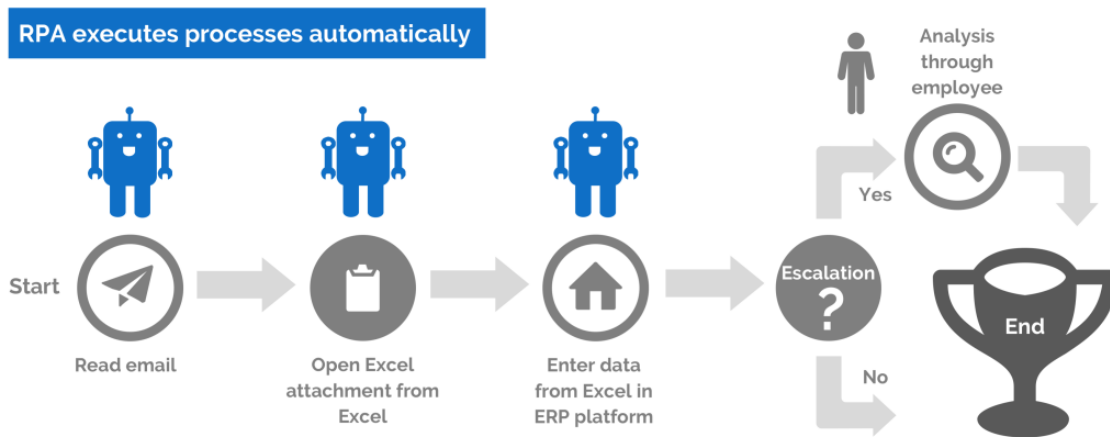 RPA executes processes automatically
Analysis
through
employee
Yes
Start
Escalation
?
End
Read email
Open Excel
attachment from
Excel
Enter data
from Excel in
ERP platform
No